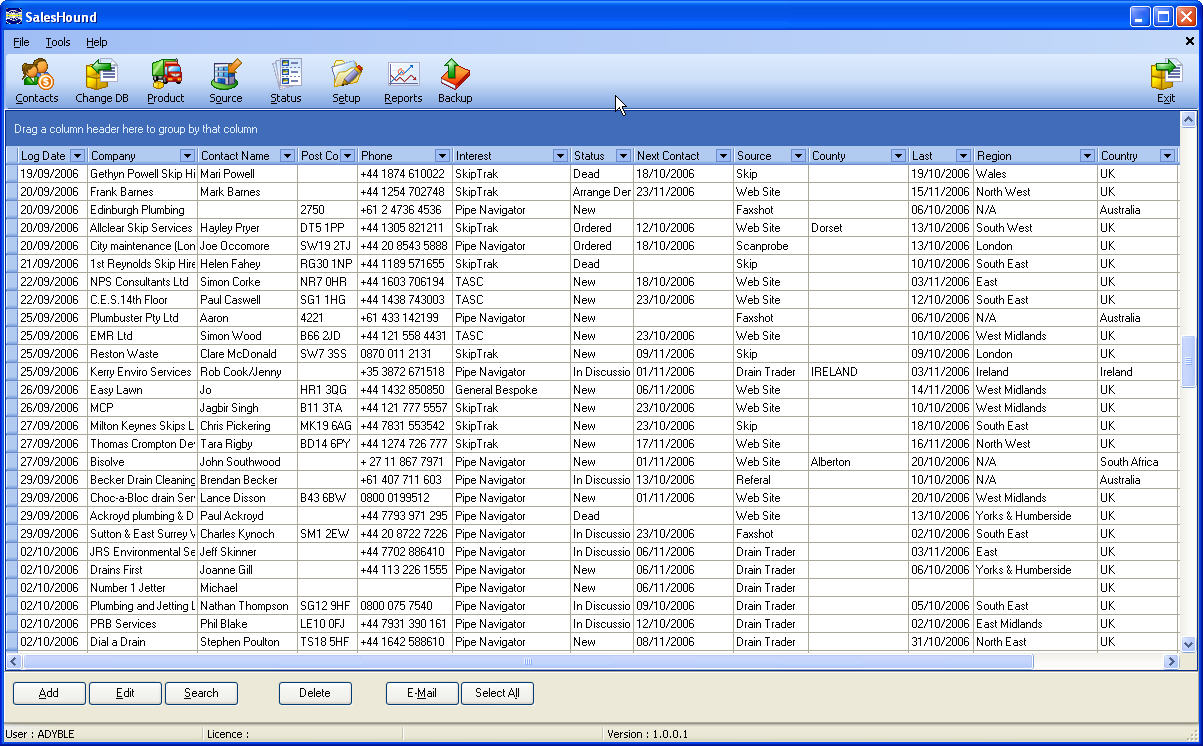 SalesHound
File Tools Help
Contacts Change DB Product Source Status Setup Reports Backup Exit
Drag a column header here to group by that column
Log Date Company Contact Name Post Co Phone Interest Status Next Contact Source County Last Region Country
19/09/2006 Gethyn Powell Skip Hi Mari Powell +44 1874 610022 SkipTrak Dead 18/10/2006 Skip 19/10/2006 Wales UK
20/09/2006 Frank Barnes Mark Barnes +44 1254 702748 SkipTrak Arrange Der 23/11/2006 Web Site 15/11/2006 North West UK
20/09/2006 Edinburgh Plumbing 2750 +61 2 4736 4536 Pipe Navigator New Faxshot 06/10/2006 N/A Australia
20/09/2006 Allclear Skip Services Hayley Pryer DT5 1PP +44 1305 821211 SkipTrak Ordered 12/10/2006 Web Site Dorset 13/10/2006 South West UK
20/09/2006 City maintenance (Lon Joe Occomore SW19 2TJ +44 20 8543 5888 Pipe Navigator Ordered 18/10/2006 Scanprobe 13/10/2006 London UK
21/09/2006 1st Reynolds Skip Hire Helen Fahey RG30 1NP +44 1189 571655 SkipTrak Dead Skip 10/10/2006 South East UK
22/09/2006 NPS Consultants Ltd Simon Corke NR7 0HR +44 1603 706194 TASC New 18/10/2006 Web Site 03/11/2006 East UK
22/09/2006 C.E.S.14th Floor Paul Caswell SG1 1HG +44 1438 743003 TASC New 23/10/2006 Web Site 12/10/2006 South East UK
25/09/2006 Plumbuster Pty Ltd Aaron 4221 +61 433 142199 Pipe Navigator New Faxshot 06/10/2006 N/A Australia
25/09/2006 EMR Ltd Simon Wood B66 2JD +44 121 558 4431 TASC New 23/10/2006 Web Site 10/10/2006 West Midlands UK
25/09/2006 Reston Waste Clare McDonald SW7 3SS 0870 011 2131 SkipTrak New 09/11/2006 Skip 09/10/2006 London UK
25/09/2006 Kerry Enviro Services Rob Cook/Jenny +35 3872 671518 Pipe Navigator In Discussio 01/11/2006 Drain Trader IRELAND 03/11/2006 Ireland Ireland
26/09/2006 Easy Lawn Jo HR1 3QG +44 1432 850850 General Bespoke New 06/11/2006 Web Site 14/11/2006 West Midlands UK
26/09/2006 MCP Jagbir Singh B11 3TA +44 121 777 5557 SkipTrak New 23/10/2006 Web Site 10/10/2006 West Midlands UK
27/09/2006 Milton Keynes Skips L Chris Pickering MK19 6AG +44 7831 553542 SkipTrak New 23/10/2006 Skip 18/10/2006 South East UK
27/09/2006 Thomas Crompton De Tara Rigby BD14 6PY +44 1274 726 777 SkipTrak New 17/11/2006 Web Site 16/11/2006 North West UK
27/09/2006 Bisolve John Southwood + 27 11 867 7971 Pipe Navigator New 01/11/2006 Web Site Alberton 20/10/2006 N/A South Africa
29/09/2006 Becker Drain Cleaning Brendan Becker +61 407 711 603 Pipe Navigator In Discussio 13/10/2006 Referal 10/10/2006 N/A Australia
29/09/2006 Choc-a-Bloc drain Ser Lance Disson B43 6BW 0800 0199512 Pipe Navigator New 01/11/2006 Web Site 20/10/2006 West Midlands UK
29/09/2006 Ackroyd plumbing & D Paul Ackroyd +44 7793 971 295 Pipe Navigator Dead Web Site 13/10/2006 Yorks & Humberside UK
29/09/2006 Sutton & East Surrey V Charles Kynoch SM1 2EW +44 20 8722 7226 Pipe Navigator In Discussio 23/10/2006 Faxshot 02/10/2006 South East UK
02/10/2006 JRS Environmental Se Jeff Skinner +44 7702 886410 Pipe Navigator In Discussio 06/11/2006 Drain Trader 03/11/2006 East UK
02/10/2006 Drains First Joanne Gill +44 113 226 1555 Pipe Navigator New 06/11/2006 Drain Trader 06/10/2006 Yorks & Humberside UK
02/10/2006 Number 1 Jetter Michael Pipe Navigator New 06/11/2006 Drain Trader UK
02/10/2006 Plumbing and Jetting L Nathan Thompson SG12 9HF 0800 075 7540 Pipe Navigator In Discussio 09/10/2006 Drain Trader 05/10/2006 South East UK
02/10/2006 PRB Services Phil Blake LE10 0FJ +44 7931 390 161 Pipe Navigator In Discussio 12/10/2006 Drain Trader 02/10/2006 East Midlands UK
02/10/2006 Dial a Drain Stephen Poulton TS18 5HF +44 1642 588610 Pipe Navigator New 08/11/2006 Drain Trader 31/10/2006 North East UK
Add Edit Search Delete E-Mail Select All
User : ADYBLE Licence : Version : 1.0.0.1